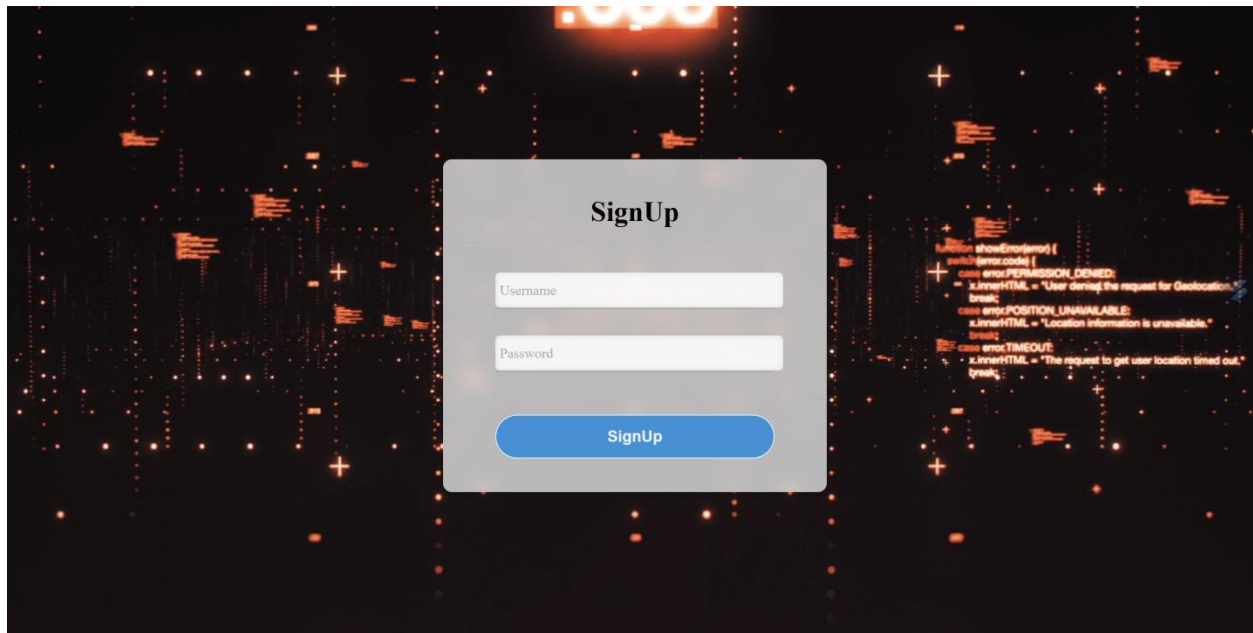 SignUp
Username
Password
SignUp
function showError(error) {
switch(error.code) {
case error.PERMISSION_DENIED:
x.innerHTML = "User denied the request for Geolocation."
break;
case error.POSITION_UNAVAILABLE:
x.innerHTML = "Location information is unavailable."
break;
case error.TIMEOUT:
x.innerHTML = "The request to get user location timed out."
break;